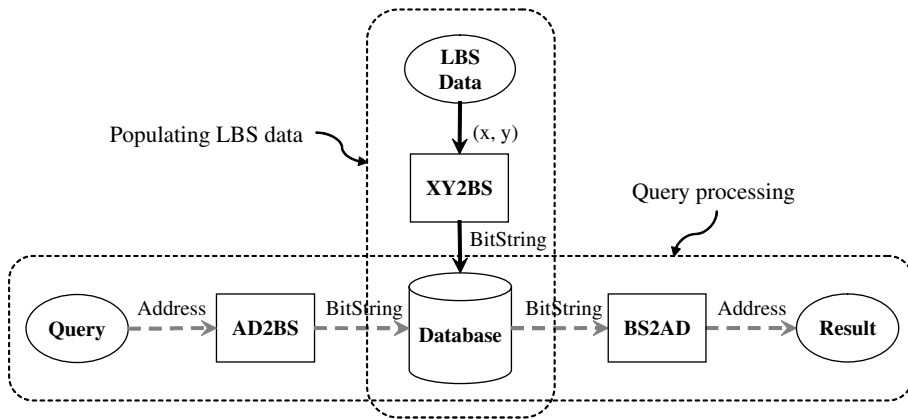 LBS
Data
Populating LBS data
(x, y)
XY2BS
Query processing
BitString
Address
BitString
BitString
Address
Query
AD2BS
Database
BS2AD
Result